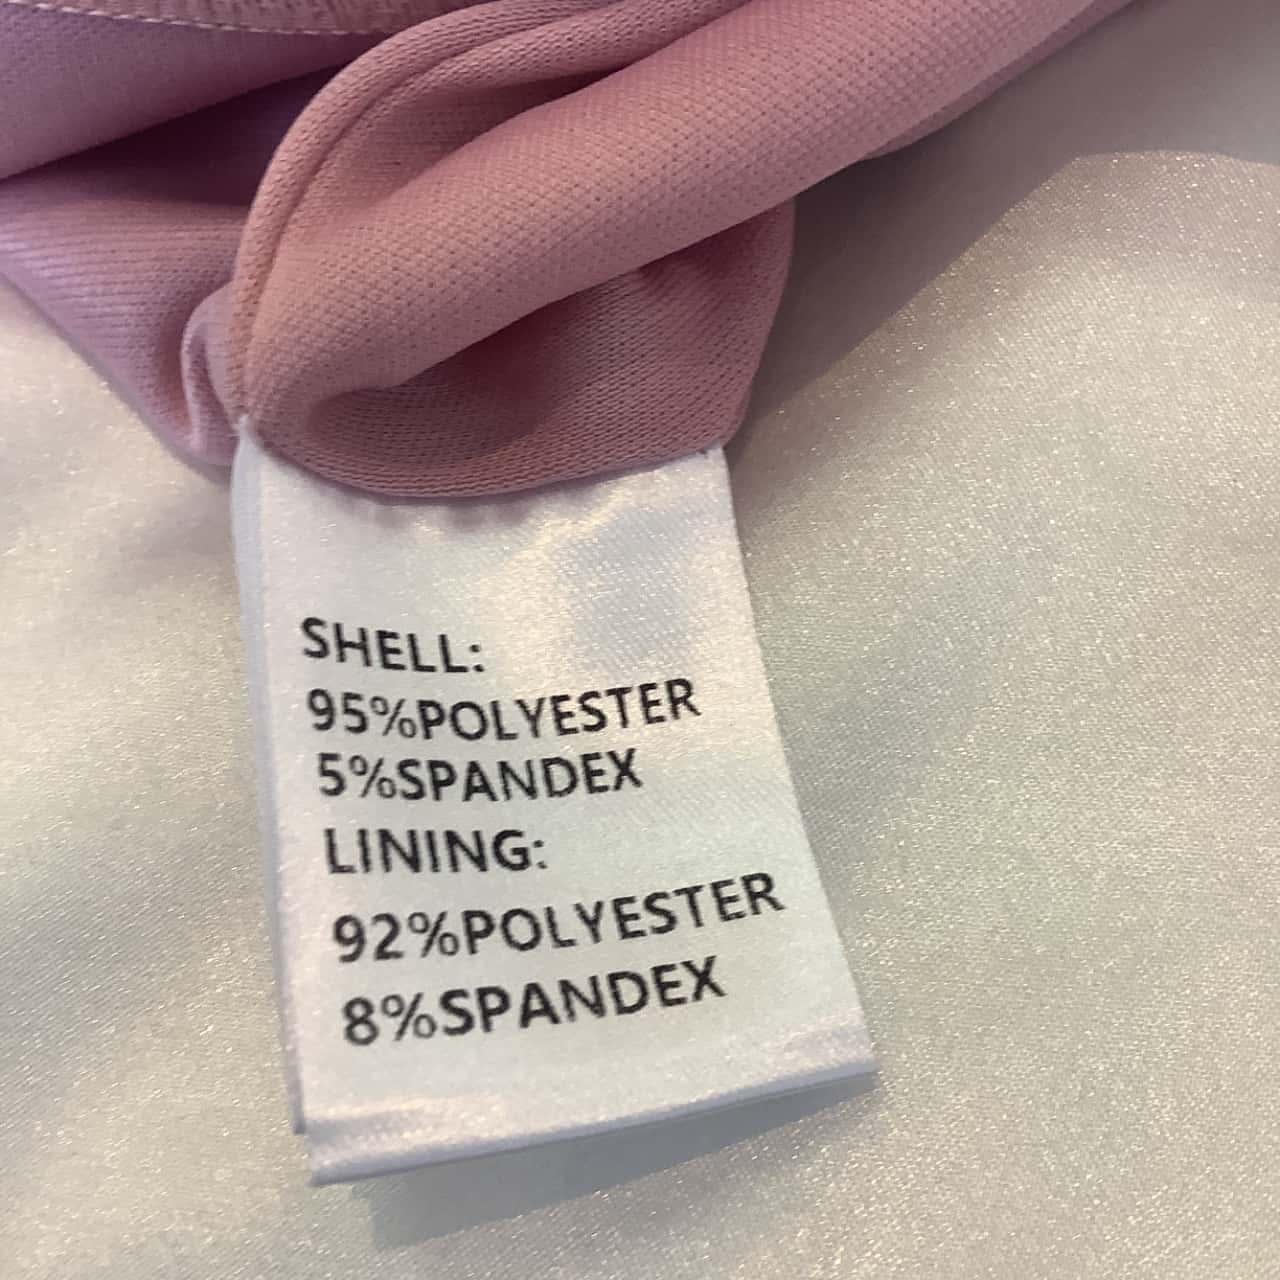 SHELL:
95%POLYESTER
5%SPANDEX
LINING:
92%POLYESTER
8%SPANDEX